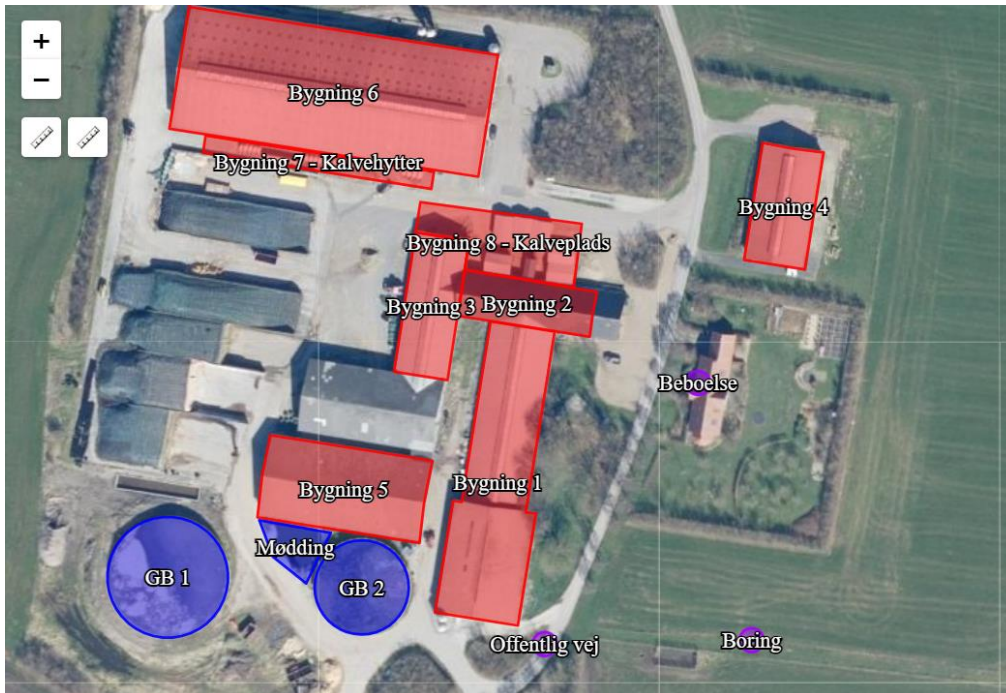 +
−
Bygning 6
Bygning 7 - Kalvehytter
Bygning 4
Bygning 8 - Kalveplads
Bygning 3
Bygning 2
Beboelse
Bygning 1
Bygning 5
Mødding
GB 1
GB 2
Offentlig vej
Boring